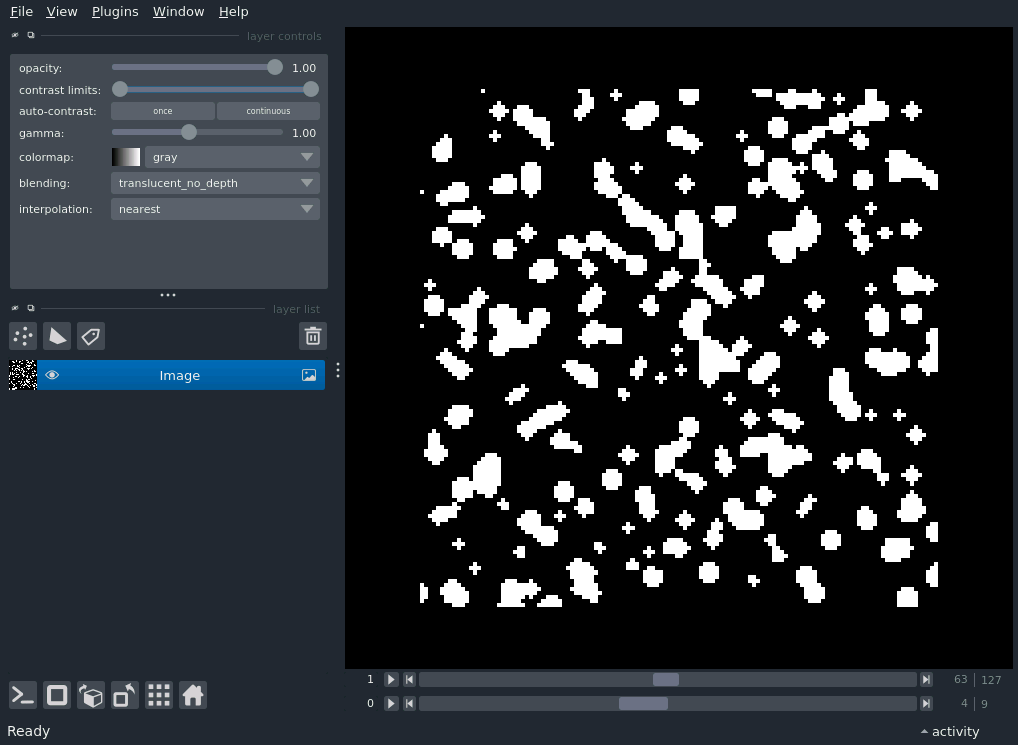 File View Plugins Window Help
layer controls
opacity: 1.00
contrast limits:
auto-contrast: once continuous
gamma: 1.00
colormap: gray
blending: translucent_no_depth
interpolation: nearest
layer list
Image
1 63 127
0 4 9
Ready activity